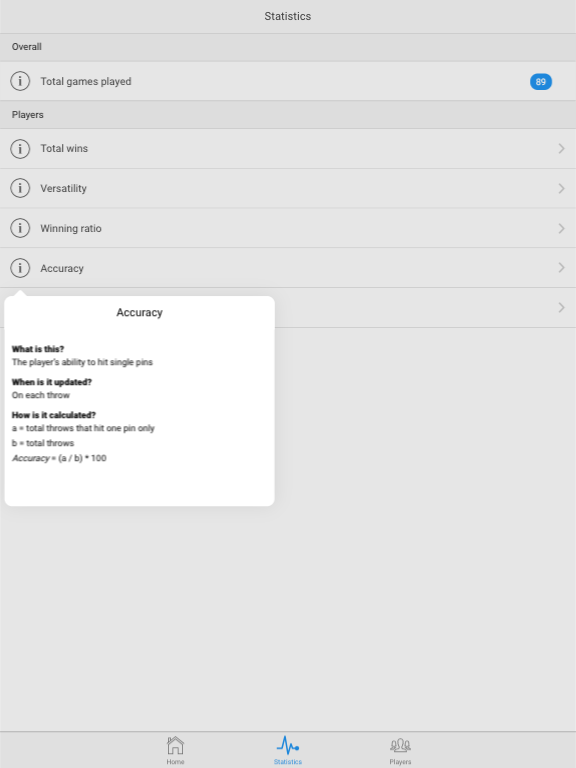 Statistics
Overall
Total games played
89
Players
Total wins
Versatility
Winning ratio
Accuracy
Accuracy
What is this?
The player's ability to hit single pins
When is it updated?
On each throw
How is it calculated?
a = total throws that hit one pin only
b = total throws
Accuracy = (a / b) * 100
Home
Statistics
Players